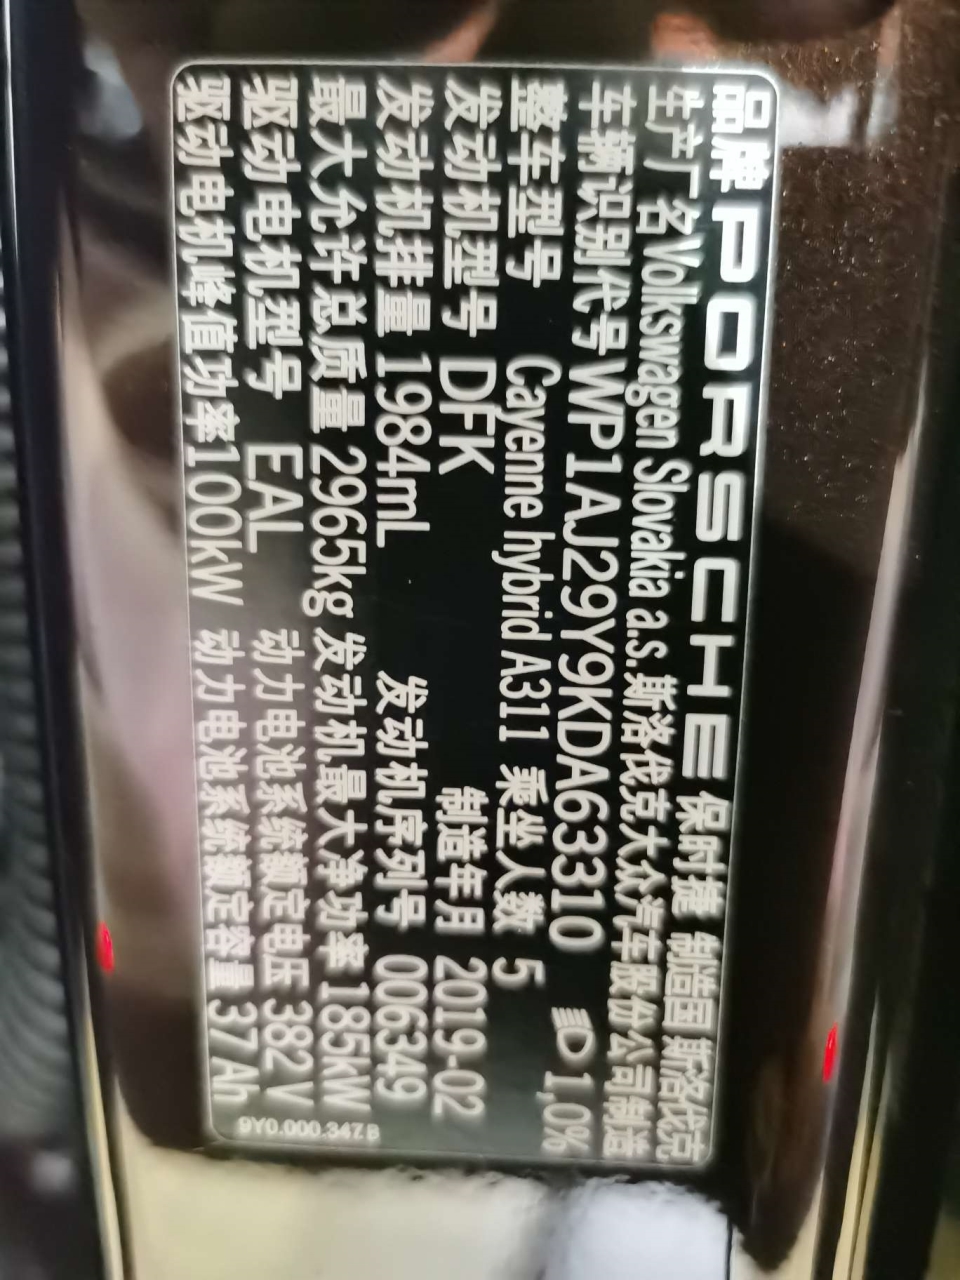 品牌 PORSCHE 保时捷 制造国 斯洛伐克
生产厂名 Volkswagen Slovakia a.s. 斯洛伐克大众汽车股份公司制造
车辆识别代号 WP1AJ29Y9KDA63310 1,0%
整车型号 Cayenne hybrid A311 乘坐人数 5
发动机型号 DFK 制造年月 2019-02
发动机排量 1984mL 发动机序列号 006349
最大允许总质量 2965kg 发动机最大净功率 185kW
驱动电机型号 EAL 动力电池系统额定电压 382 V
驱动电机峰值功率 100kW 动力电池系统额定容量 37 Ah
9Y0.000.347.B